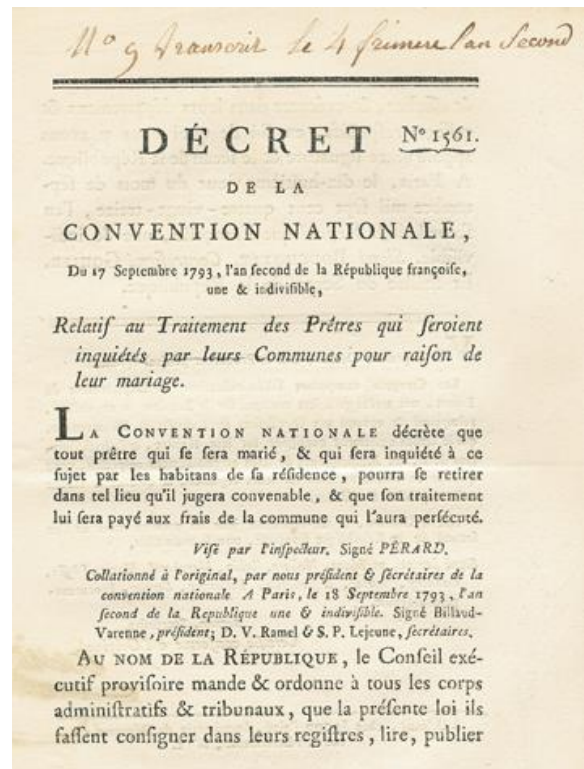 N.o 9 transcrit le 4 frimere l'an Second
DÉCRET N.o 1561.
DE LA
CONVENTION NATIONALE,
Du 17 Septembre 1793, l'an ſecond de la République françoiſe,
une & indiviſible,
Relatif au Traitement des Prêtres qui ſeroient
inquiétés par leurs Communes pour raiſon de
leur mariage.
LA CONVENTION NATIONALE décrète que
tout prêtre qui ſe ſera marié, & qui ſera inquiété à ce
ſujet par les habitans de ſa réſidence, pourra ſe retirer
dans tel lieu qu'il jugera convenable, & que ſon traitement
lui ſera payé aux frais de la commune qui l'aura perſécuté.
Viſé par l'inſpecteur. Signé PÉRARD.
Collationné à l'original, par nous préſident & ſécrétaires de la
convention nationale A Paris, le 18 Septembre 1793, l'an
ſecond de la Republique une & indiviſible. Signé Billaud-
Varenne, préſident; D. V. Ramel & S. P. Lejeune, ſecrétaires.
AU NOM DE LA RÉPUBLIQUE, le Conſeil exé-
cutif proviſoire mande & ordonne à tous les corps
adminiſtratifs & tribunaux, que la préſente loi ils
faſſent conſigner dans leurs regiſtres, lire, publier